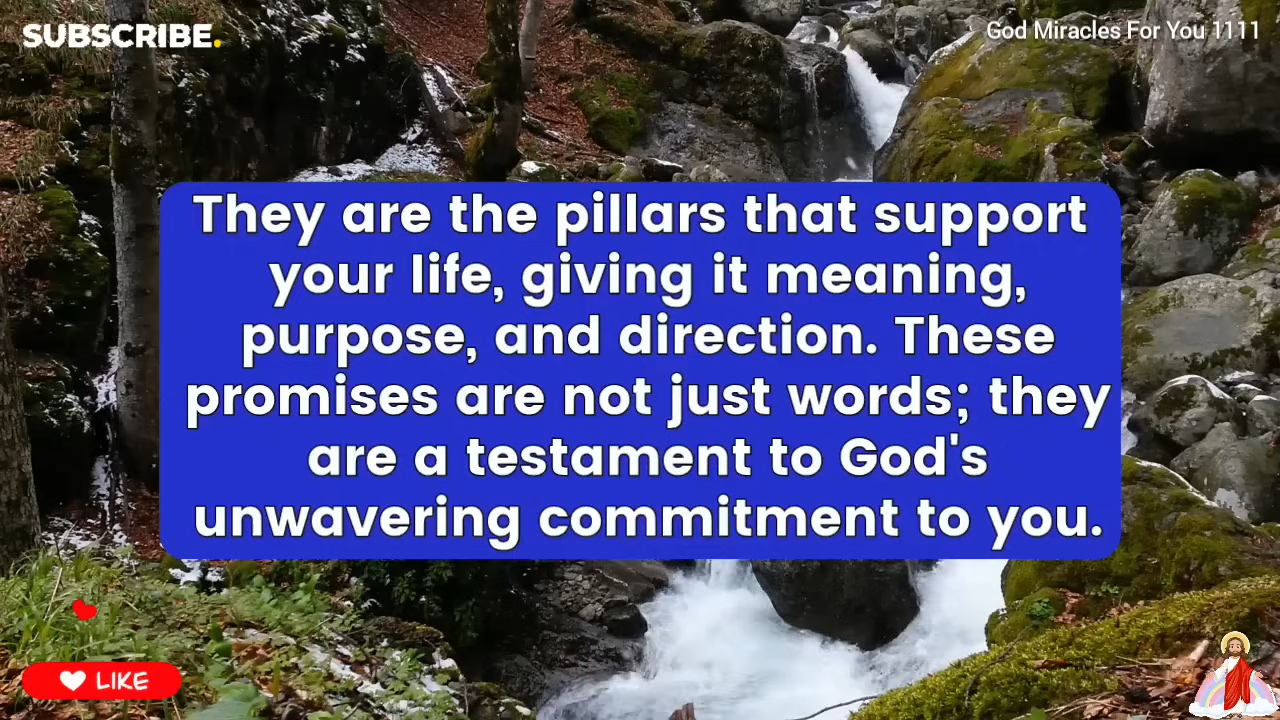 SUBSCRIBE.
God Miracles For You 1111
They are the pillars that support
your life, giving it meaning,
purpose, and direction. These
promises are not just words; they
are a testament to God's
unwavering commitment to you.
LIKE